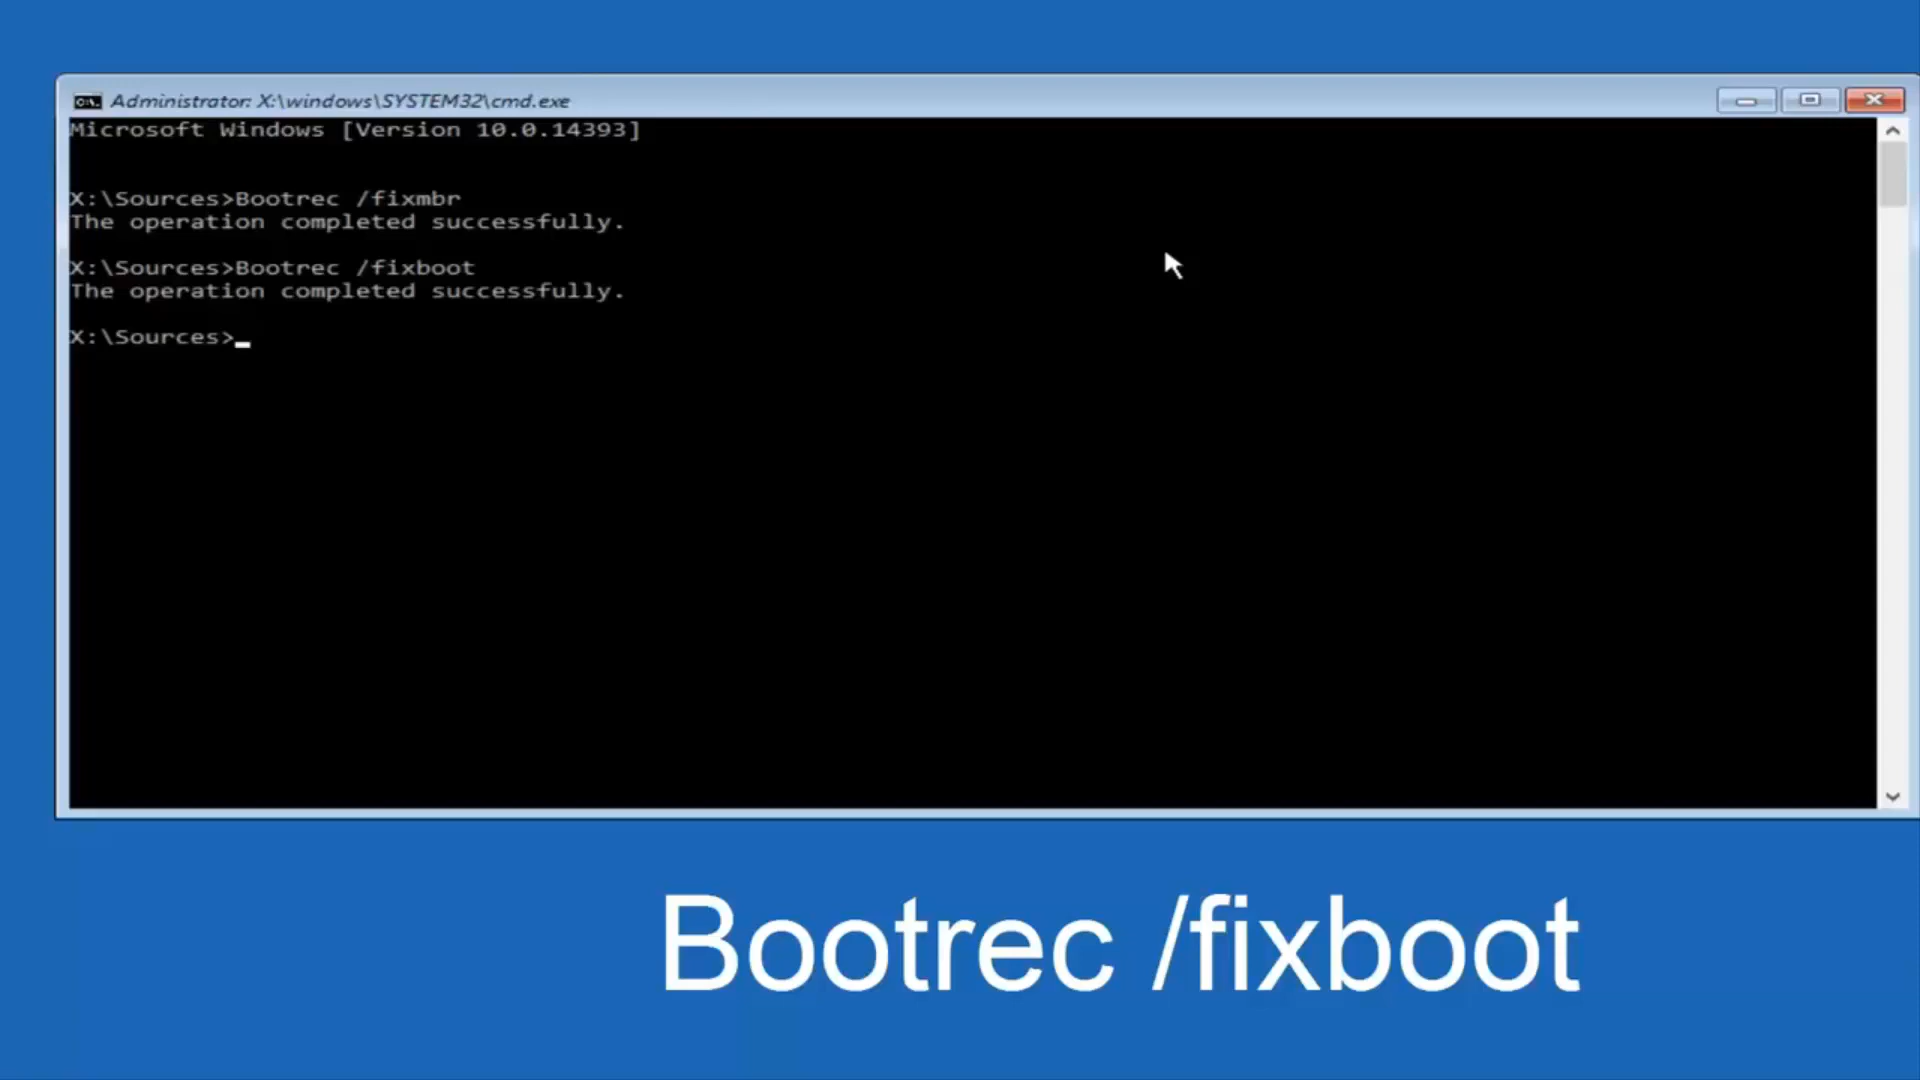 Administrator: X:\windows\SYSTEM32\cmd.exe
Microsoft Windows [Version 10.0.14393]
X:\Sources>Bootrec /fixmbr
The operation completed successfully.
X:\Sources>Bootrec /fixboot
The operation completed successfully.
X:\Sources>
Bootrec /fixboot